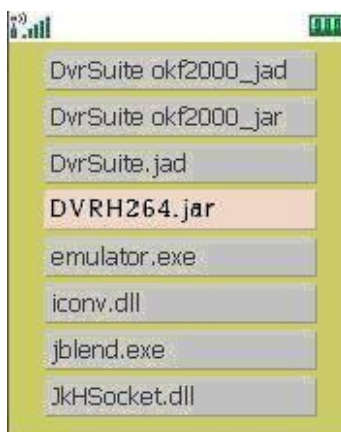 DvrSuite okf2000_jad
DvrSuite okf2000_jar
DvrSuite.jad
DVRH264.jar
emulator.exe
iconv.dll
jblend.exe
JkHSocket.dll